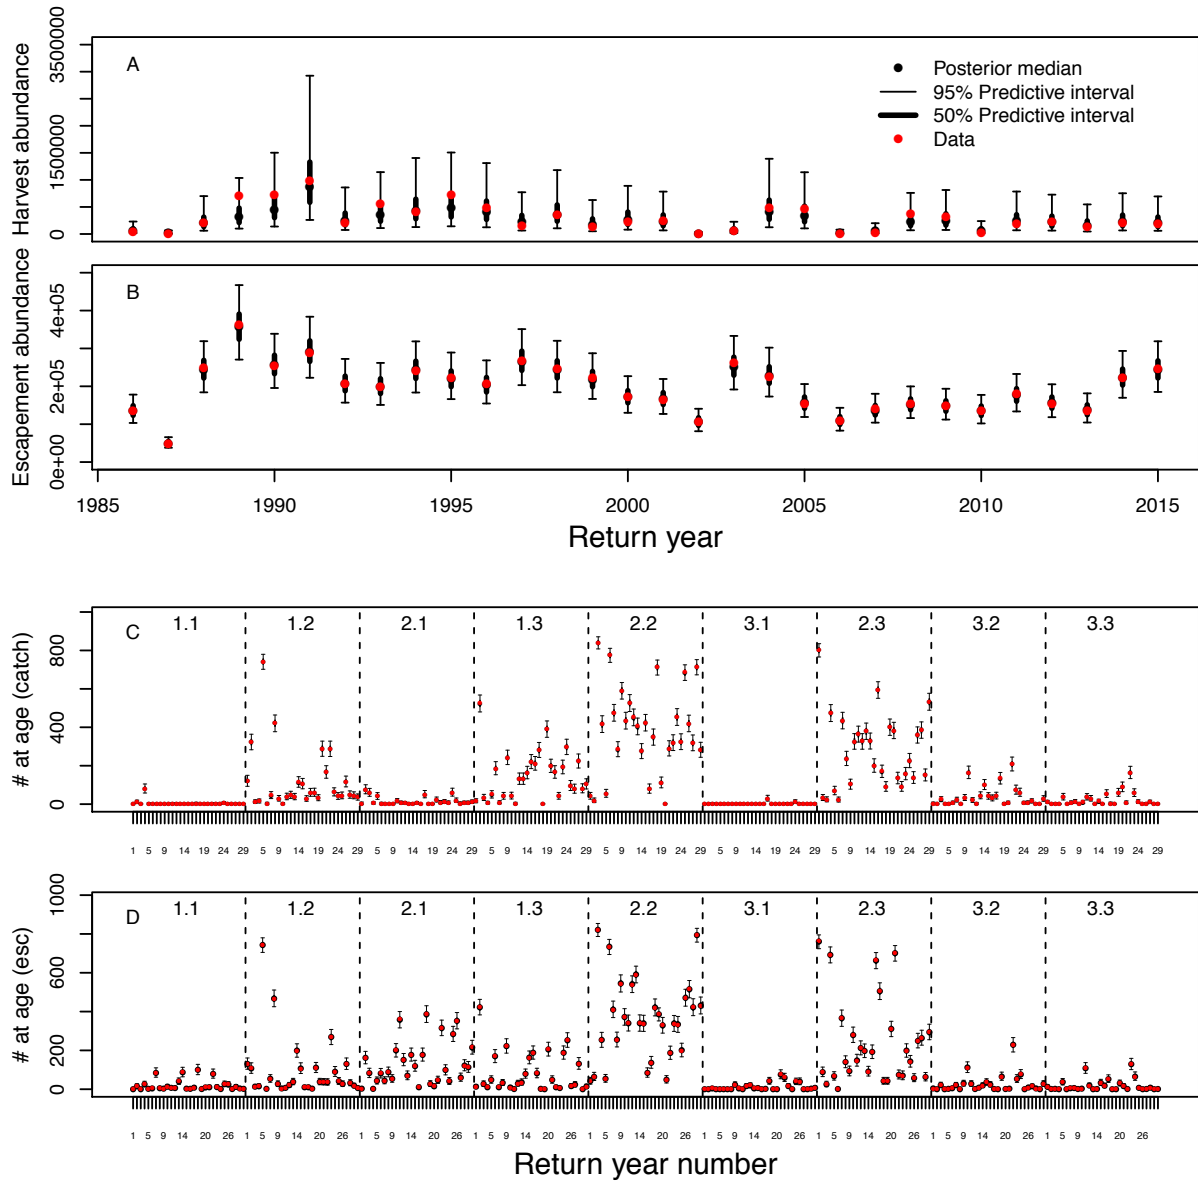 A
Harvest abundance
0 1500000 3500000
Posterior median
95% Predictive interval
50% Predictive interval
Data
B
Escapement abundance
0e+00 2e+05 4e+05
1985 1990 1995 2000 2005 2010 2015
Return year
C 1.1 1.2 2.1 1.3 2.2 3.1 2.3 3.2 3.3
# at age (catch)
0 400 800
1 5 9 14 19 24 29 5 9 14 19 29 5 9 14 19 24 29 5 9 14 19 24 29 5 9 14 19 24 29 5 9 14 19 24 29 5 9 14 19 24 29 5 9 14 19 24 29 5 9 14 19 24 29
D 1.1 1.2 2.1 1.3 2.2 3.1 2.3 3.2 3.3
# at age (esc)
0 200 600 1000
1 5 9 14 20 26 1 5 9 14 20 26 1 5 9 14 20 26 1 5 9 14 20 26 1 5 9 14 20 26 1 5 9 14 20 26 1 5 9 14 20 26 1 5 9 14 20 26 1 5 9 14 20 26
Return year number